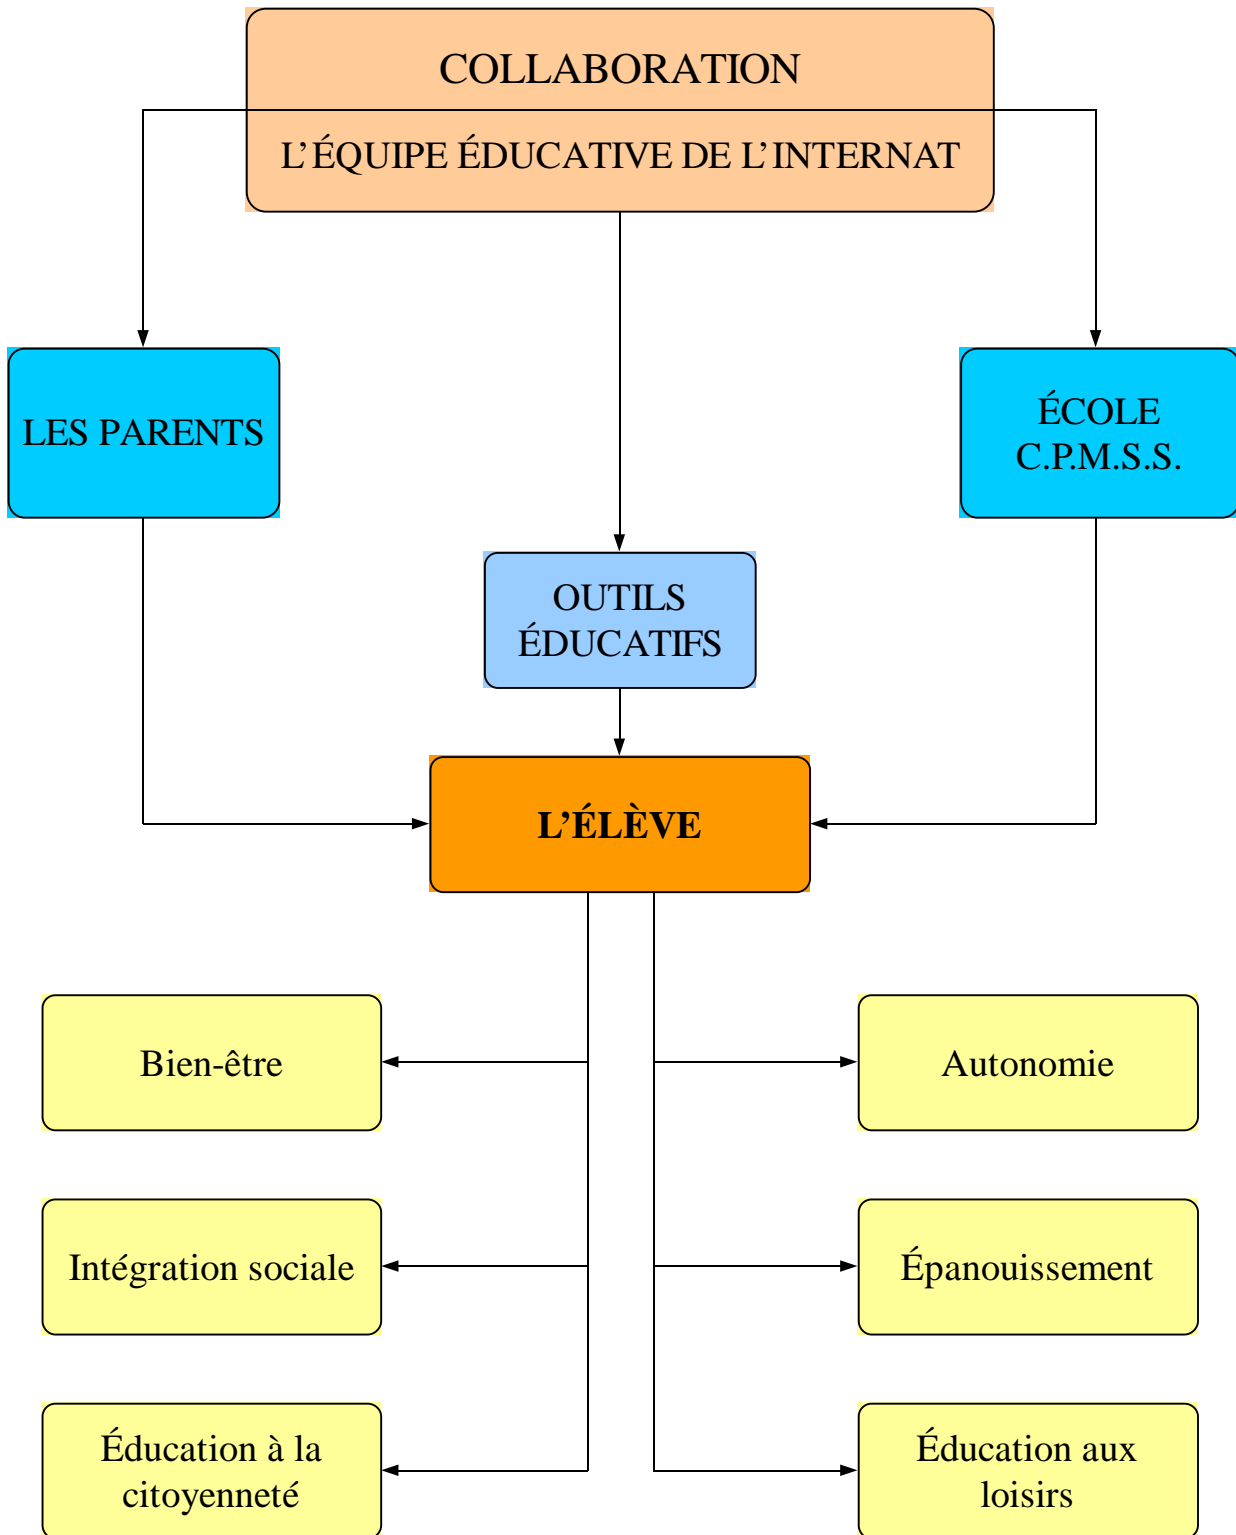 COLLABORATION
L’ÉQUIPE ÉDUCATIVE DE L’INTERNAT
LES PARENTS
ÉCOLE
C.P.M.S.S.
OUTILS
ÉDUCATIFS
L’ÉLÈVE
Bien-être
Autonomie
Intégration sociale
Épanouissement
Éducation à la
citoyenneté
Éducation aux
loisirs